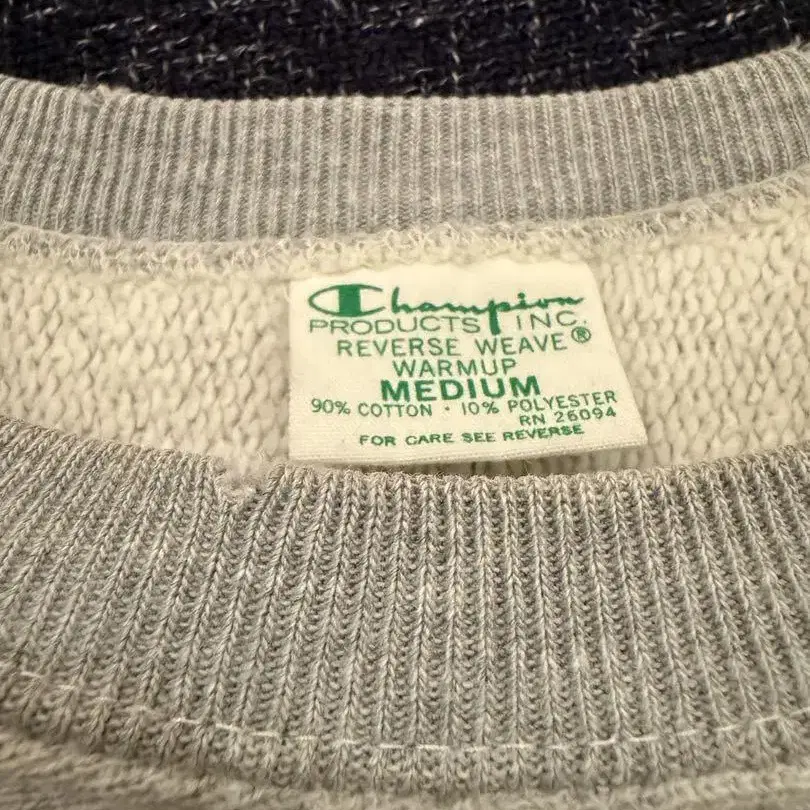 Champion
PRODUCTS INC.
REVERSE WEAVE®
WARMUP
MEDIUM
90% COTTON · 10% POLYESTER
RN 26094
FOR CARE SEE REVERSE